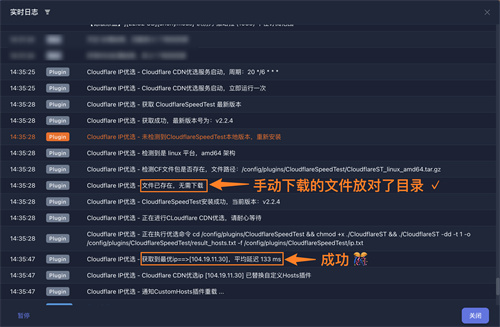 实时日志
14:35:25 Plugin Cloudflare IP优选 - Cloudflare CDN优选服务启动，周期：20 */6 * * *
14:35:25 Plugin Cloudflare IP优选 - Cloudflare CDN优选服务启动，立即运行一次
14:35:28 Plugin Cloudflare IP优选 - 获取 CloudflareSpeedTest 最新版本
14:35:28 Plugin Cloudflare IP优选 - 获取成功，最新版本号为：v2.2.4
14:35:28 Plugin Cloudflare IP优选 - 未检测到CloudflareSpeedTest本地版本，重新安装
14:35:28 Plugin Cloudflare IP优选 - 检测到是 linux 平台，amd64 架构
14:35:28 Plugin Cloudflare IP优选 - 检测CF文件包是否存在，文件路径：/config/plugins/CloudflareSpeedTest/CloudflareST_linux_amd64.tar.gz
14:35:28 Plugin Cloudflare IP优选 - 文件已存在，无需下载
手动下载的文件放对了目录 ✓
14:35:28 Plugin Cloudflare IP优选 - CloudflareSpeedTest安装成功，当前版本：v2.2.4
14:35:28 Plugin Cloudflare IP优选 - 正在进行CLoudflare CDN优选，请耐心等待
14:35:28 Plugin Cloudflare IP优选 - 正在执行优选命令 cd /config/plugins/CloudflareSpeedTest && chmod +x ./CloudflareST && ./CloudflareST -dd -t 1 -o
/config/plugins/CloudflareSpeedTest/result_hosts.txt -f /config/plugins/CloudflareSpeedTest/ip.txt
14:35:47 Plugin Cloudflare IP优选 - 获取到最优ip==>[104.19.11.30]，平均延迟 133 ms
成功
14:35:47 Plugin Cloudflare IP优选 - Cloudflare CDN优选ip [104.19.11.30] 已替换自定义Hosts插件
14:35:47 Plugin Cloudflare IP优选 - 通知CustomHosts插件重载 ...
暂停
关闭